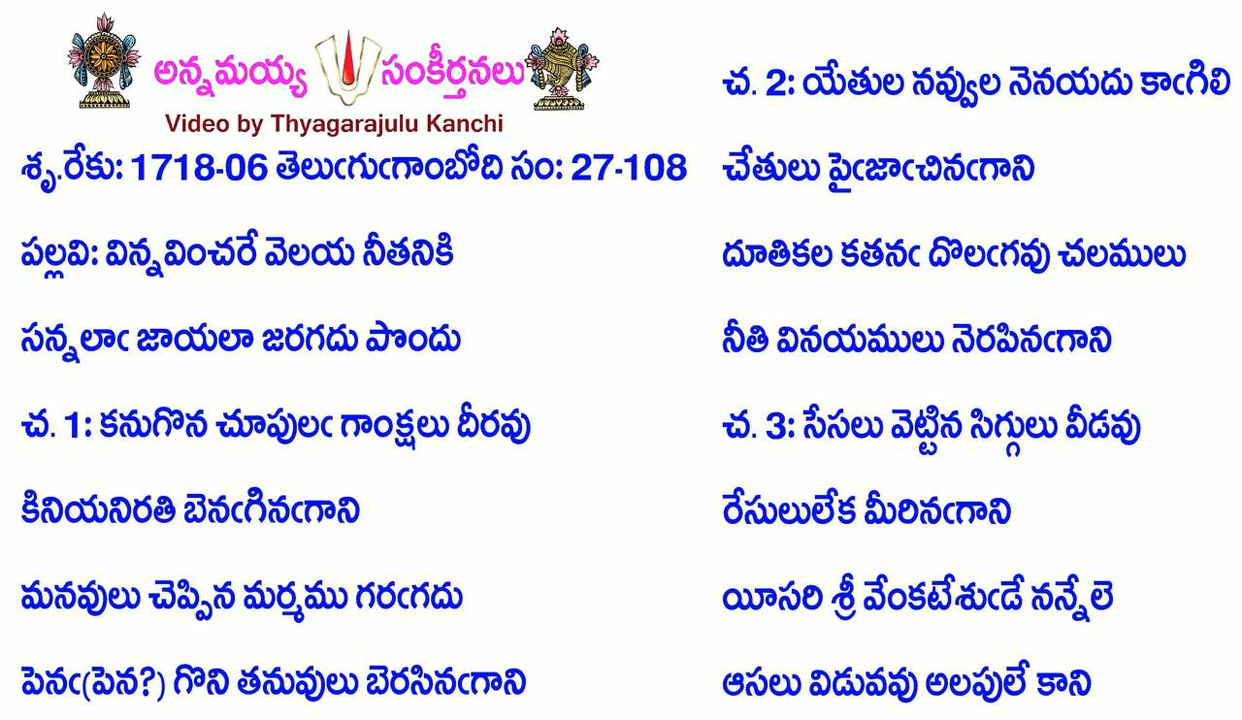 అన్నమయ్య సంకీర్తనలు
Video by Thyagarajulu Kanchi
శృ.రేకు: 1718-06 తెలుఁగుఁగాంబోది సం: 27-108
పల్లవి: విన్నవించరే వెలయ నీతనికి
సన్నలాఁ జాయలా జరగదు పొందు
చ. 1: కనుగొన చూపులఁ గాంక్షలు దీరవు
కినియనిరతి బెనఁగినఁగాని
మనవులు చెప్పిన మర్మము గరఁగదు
పెనఁ(పెన?) గొని తనువులు బెరసినఁగాని
చ. 2: యేతుల నవ్వుల నెనయదు కాఁగిలి
చేతులు పైఁజాఁచినఁగాని
దూతికల కతనఁ దొలఁగవు చలములు
నీతి వినయములు నెరపినఁగాని
చ. 3: సేసలు వెట్టిన సిగ్గులు వీడవు
రేసులులేక మీరినఁగాని
యీసరి శ్రీ వేంకటేశుఁడే నన్నేలె
ఆసలు విడువవు అలపులే కాని